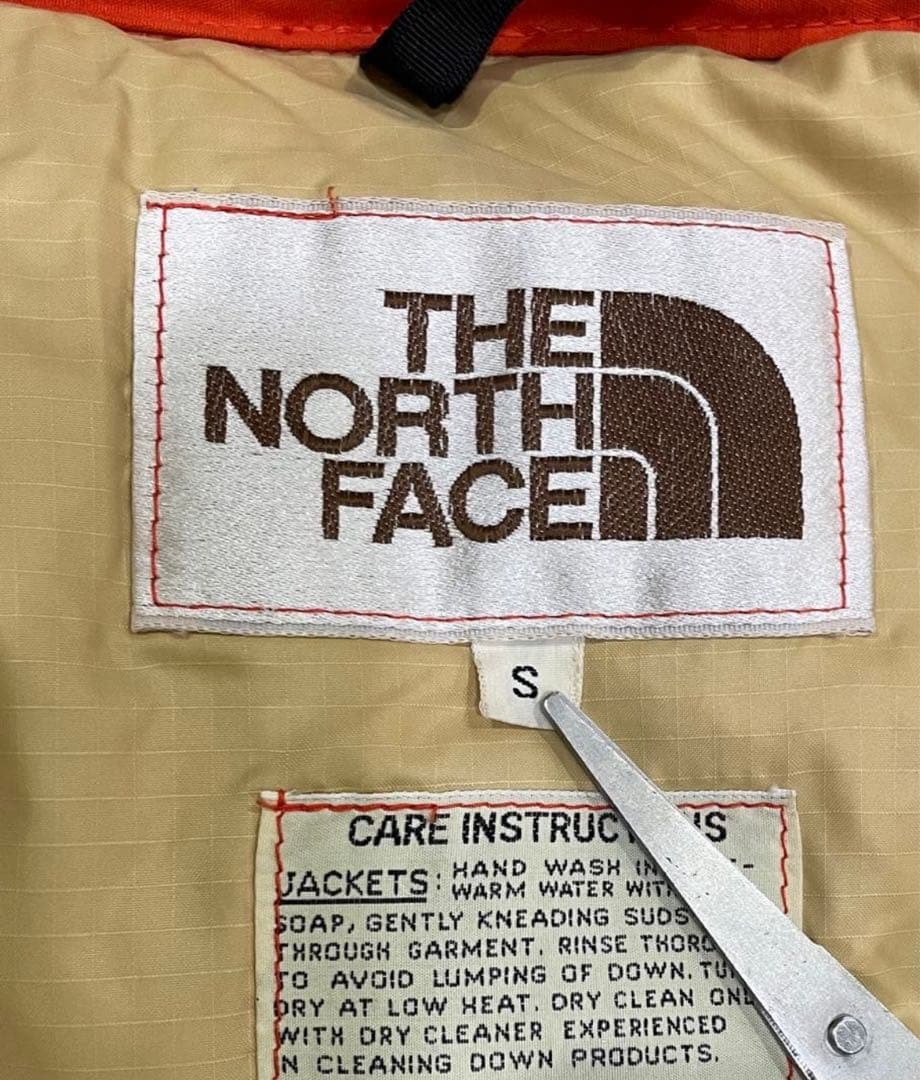 THE
NORTH
FACE
S
CARE
JACKETS: HAND WASH
WARM WATER
SOAP, GENTLY KNEADING SUDS
THROUGH GARMENT. RINSE
TO AVOID LUMPING OF DOWN.
DRY AT LOW HEAT. DRY CLEAN
WITH DRY CLEANER EXPERIENCED
N CLEANING DOWN PRODUCTS.